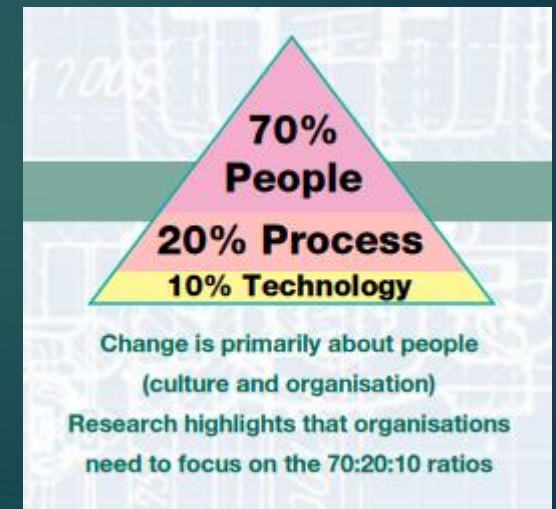 70%
People
20% Process
10% Technology
Change is primarily about people
(culture and organisation)
Research highlights that organisations
need to focus on the 70:20:10 ratios